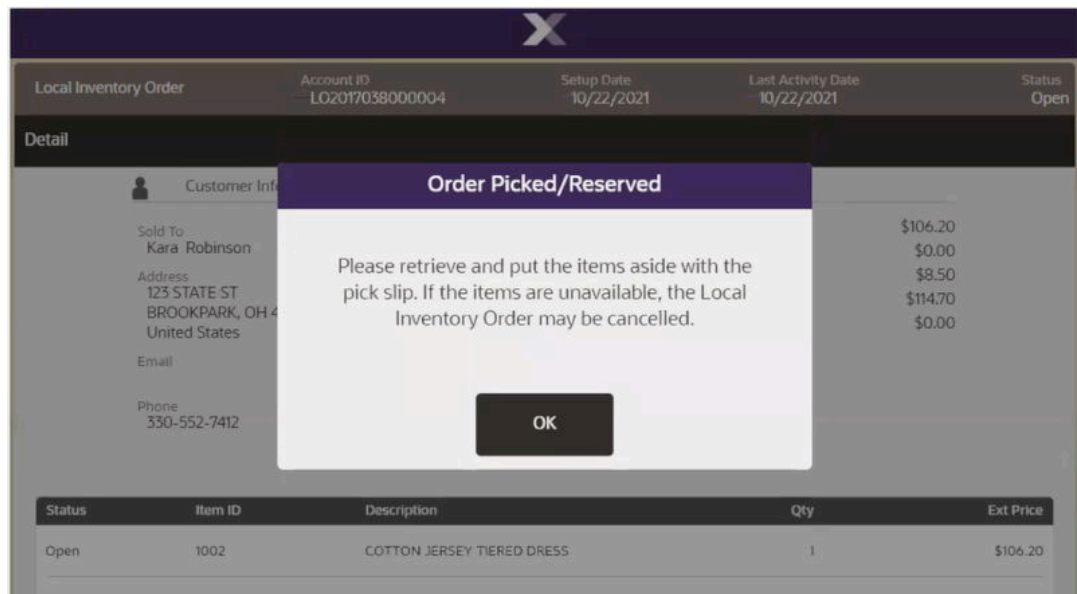 Local Inventory Order
Account ID
LO2017038000004
Setup Date
10/22/2021
Last Activity Date
10/22/2021
Status
Open
Detail
Order Picked/Reserved
Please retrieve and put the items aside with the
pick slip. If the items are unavailable, the Local
Inventory Order may be cancelled.
OK
Customer
Sold To
Kara Robinson
Address
123 STATE ST
BROOKPARK, OH
United States
Email
Phone
330-552-7412
$106.20
$0.00
$8.50
$114.70
$0.00
Status Item ID Description Qty Ext Price
Open 1002 COTTON JERSEY TIERED DRESS 1 $106.20